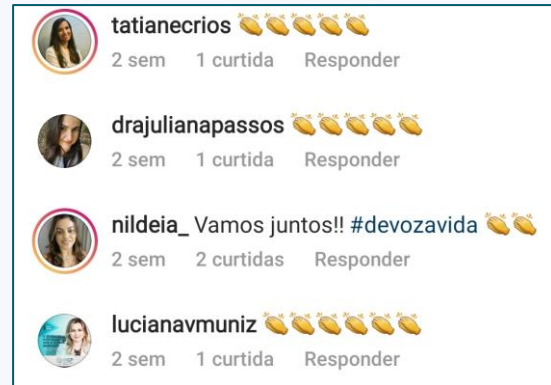 tatianecrios 👏👏👏👏👏
2 sem 1 curtida Responder
drajulianapassos 👏👏👏👏👏
2 sem 1 curtida Responder
nildeia_ Vamos juntos!! #devozavida 👏👏
2 sem 2 curtidas Responder
lucianavmuniz 👏👏👏👏👏👏
2 sem 1 curtida Responder